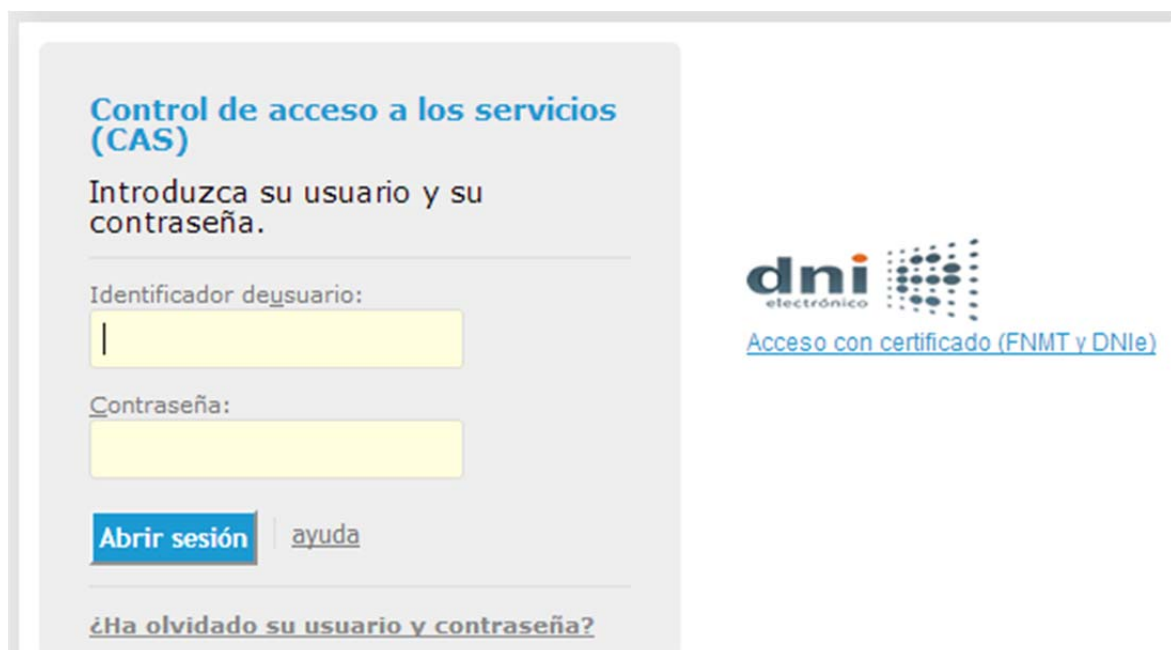 Control de acceso a los servicios
(CAS)
Introduzca su usuario y su
contraseña.
Identificador deusuario:
Contraseña:
Abrir sesión
ayuda
¿Ha olvidado su usuario y contraseña?
dni
electrónico
Acceso con certificado (FNMT y DNIe)